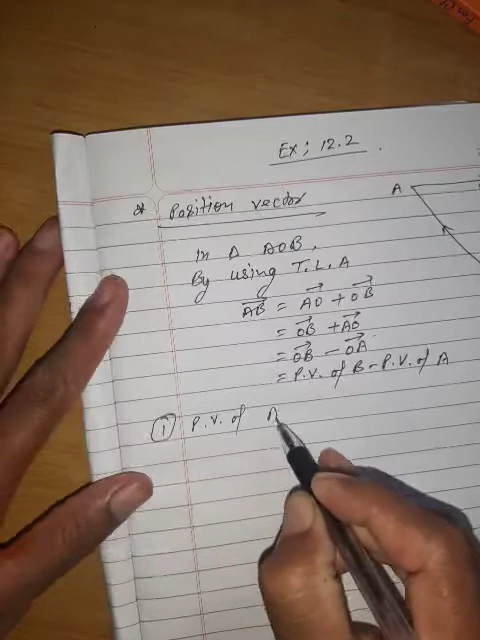 Ex; 12.2.
* Position vector
A
in Δ AOB,
By using T.L.A
AB→ = AO→ + OB→
= OB→ + AO→
= OB→ - OA→
= P.V. of B - P.V. of A
① P.V. of A